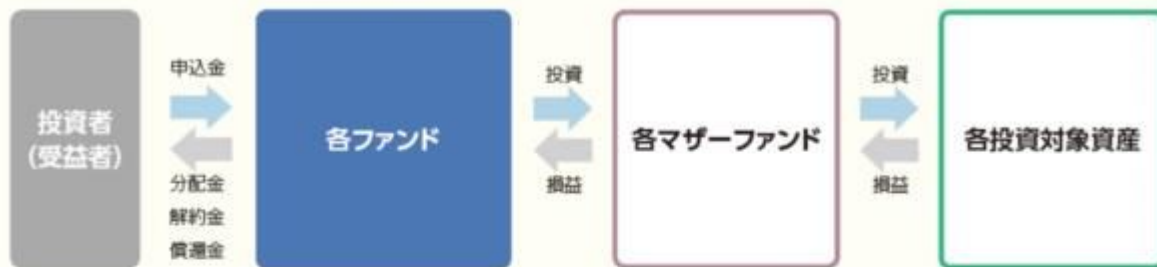 投資者
(受益者)
申込金
分配金
解約金
償還金
各ファンド
投資
損益
各マザーファンド
投資
損益
各投資対象資産